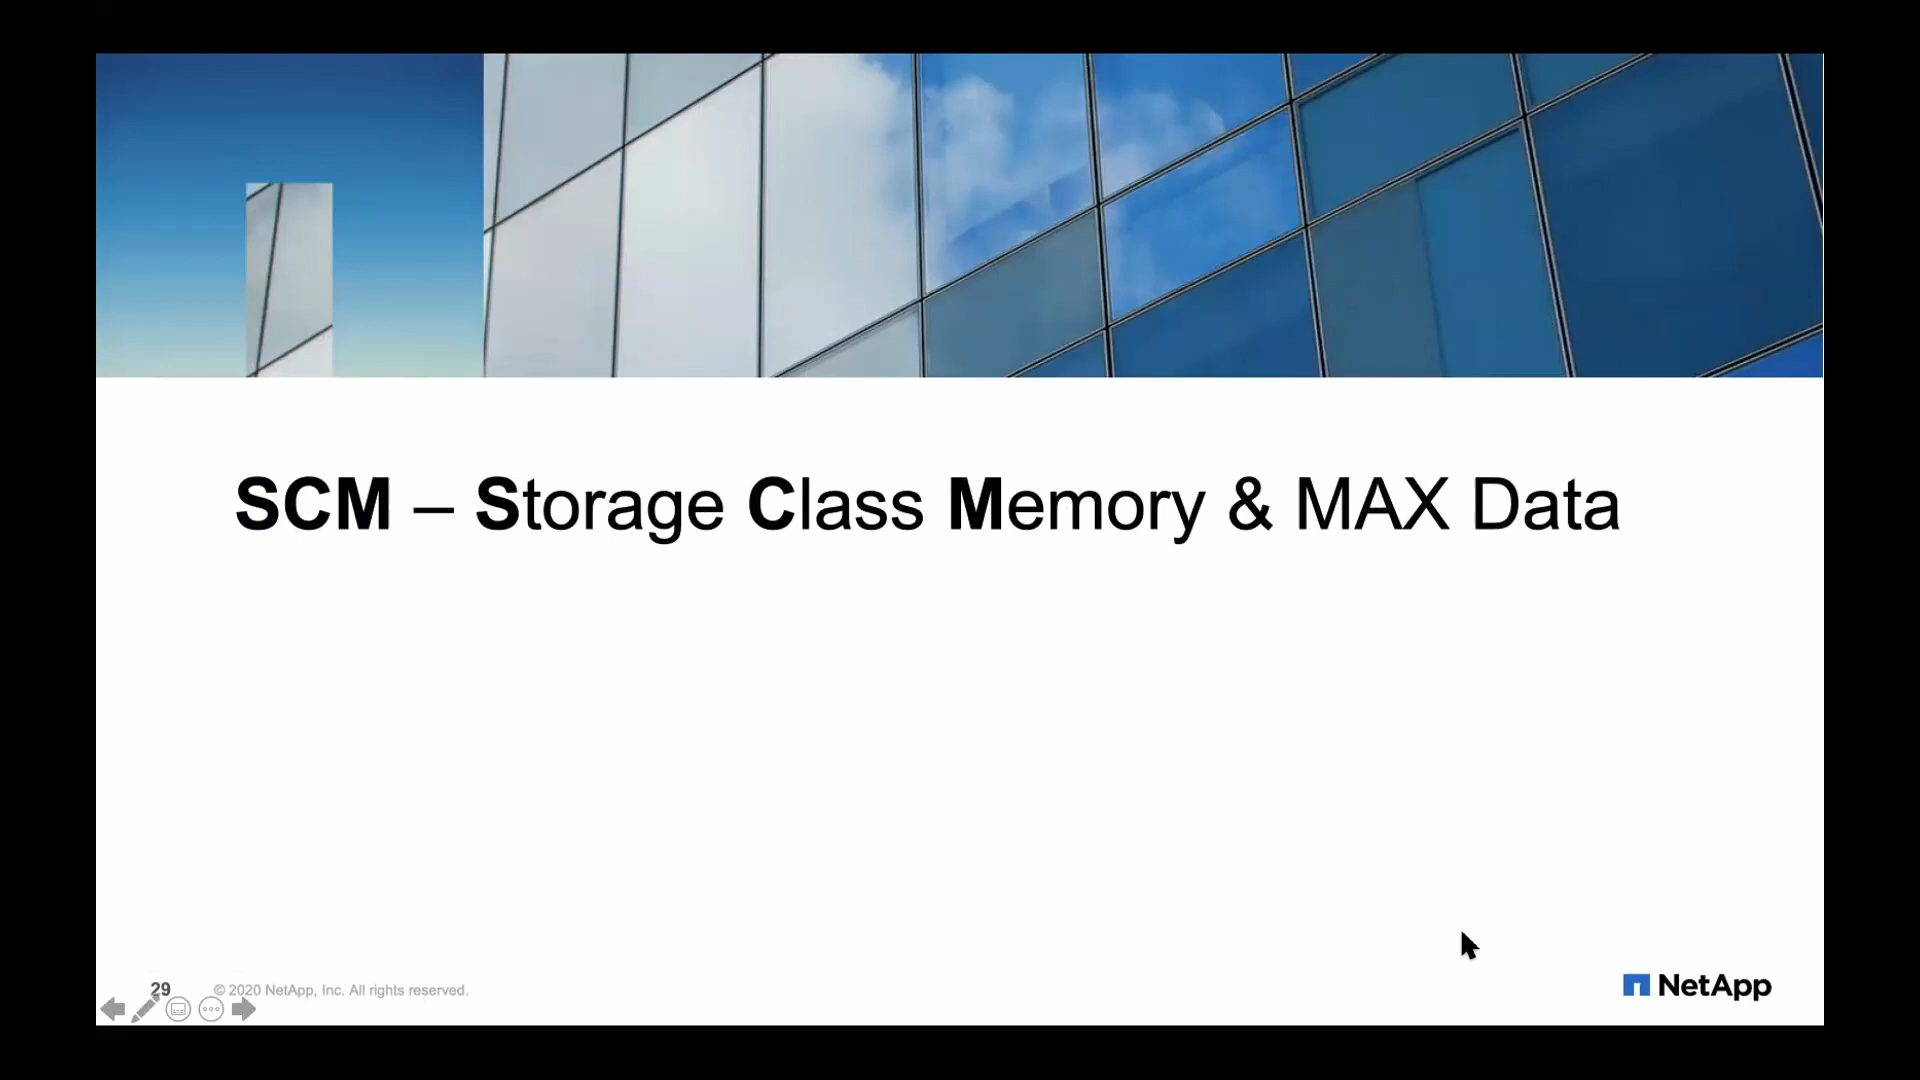 SCM – Storage Class Memory & MAX Data
29
© 2020 NetApp, Inc. All rights reserved.
NetApp